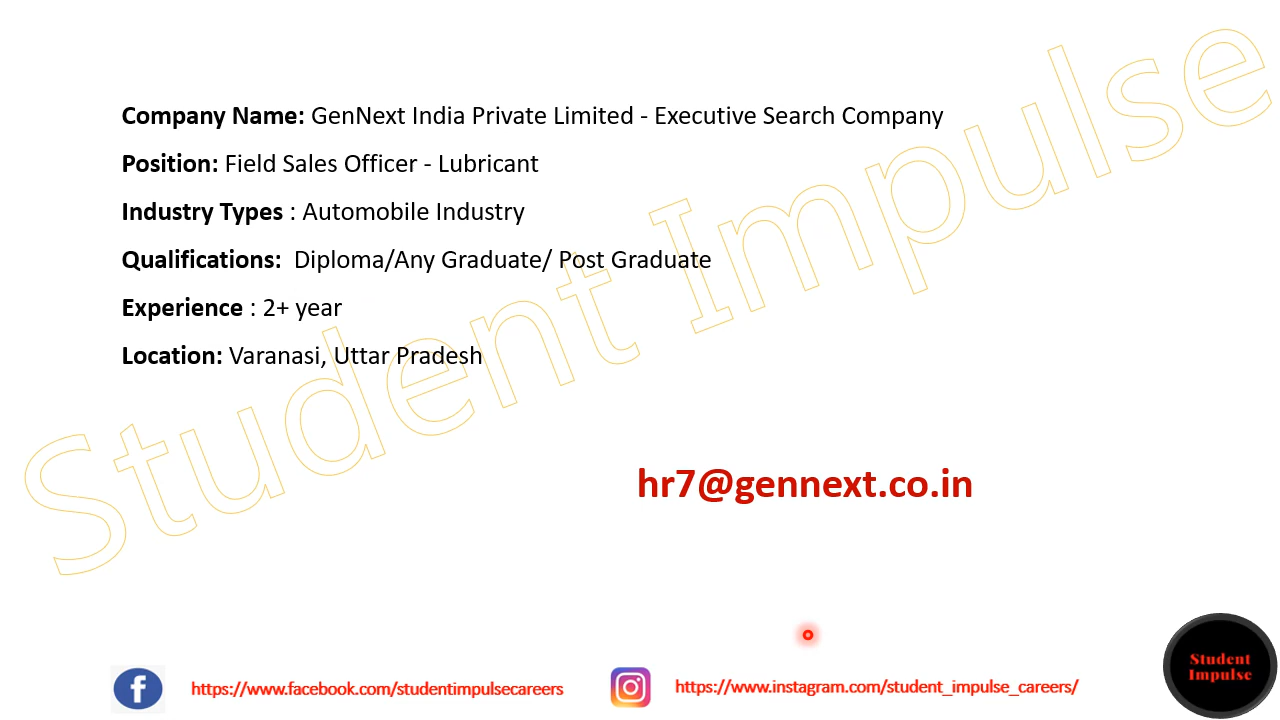 Company Name: GenNext India Private Limited - Executive Search Company
Position: Field Sales Officer - Lubricant
Industry Types : Automobile Industry
Qualifications: Diploma/Any Graduate/ Post Graduate
Experience : 2+ year
Location: Varanasi, Uttar Pradesh
Student Impulse
hr7@gennext.co.in
https://www.facebook.com/studentimpulsecareers
https://www.instagram.com/student_impulse_careers/
Student
Impulse